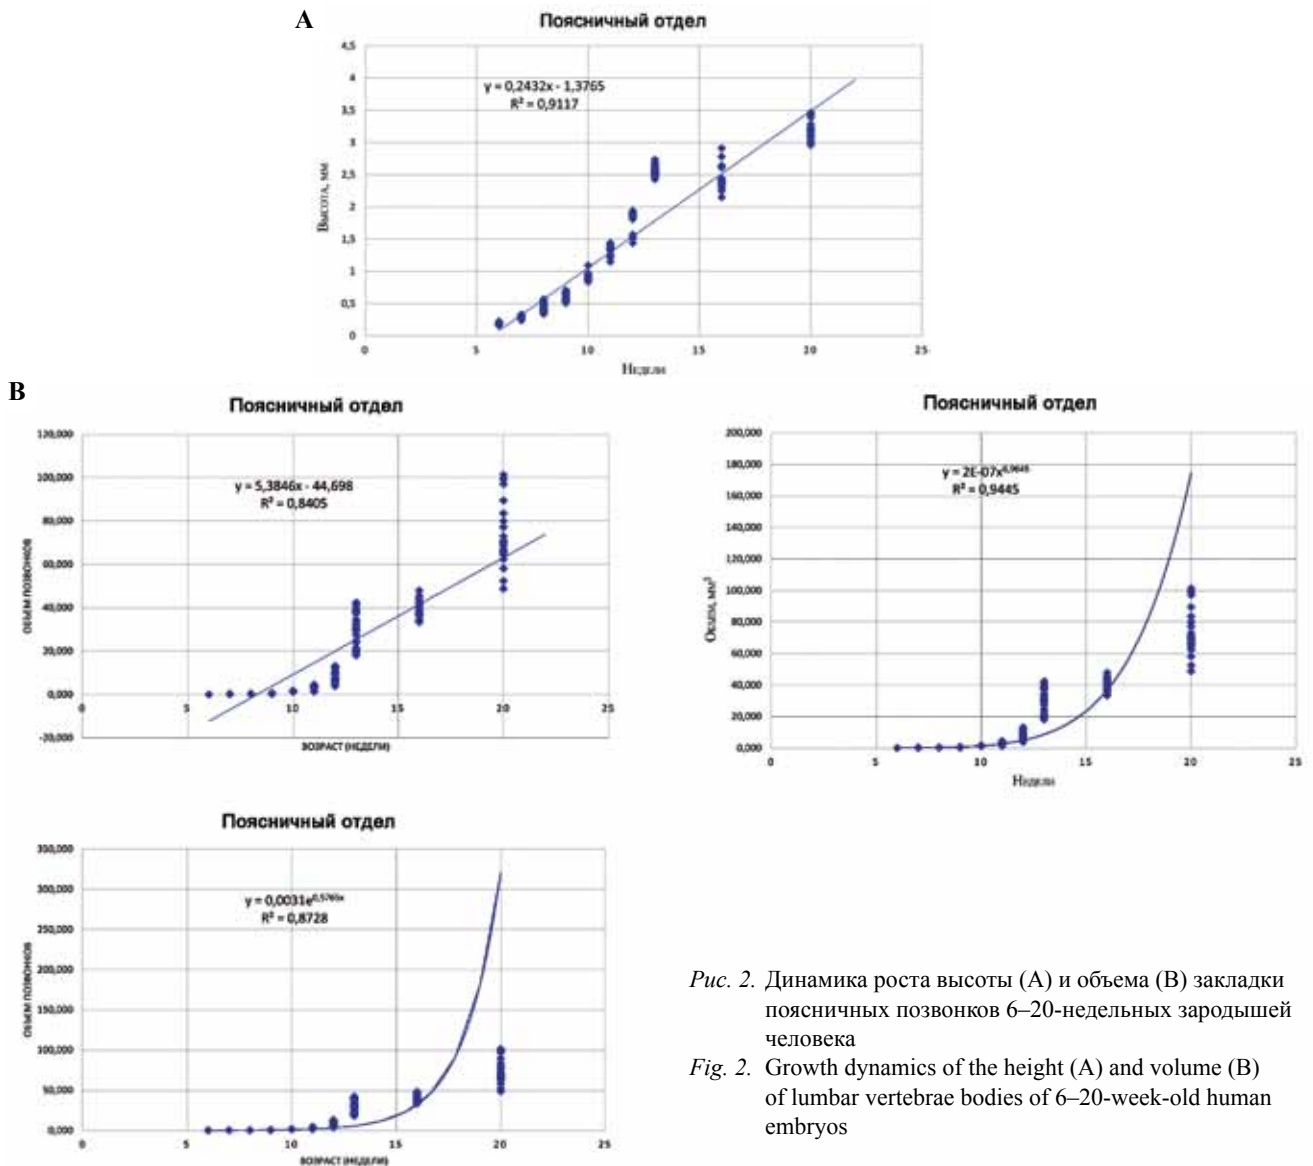 A
Поясничный отдел
4,5
4
3,5
3
2,5
2
1,5
1
0,5
0
y = 0,2432x - 1,3765
R² = 0,9117
Высота, мм
0 5 10 15 20 25
Недели
B
Поясничный отдел
120,000
100,000
80,000
60,000
40,000
20,000
0,000
-20,000
y = 5,3846x - 44,698
R² = 0,8405
ОБЪЕМ ПОЗВОНКОВ
0 5 10 15 20 25
ВОЗРАСТ (НЕДЕЛИ)
Поясничный отдел
200,000
180,000
160,000
140,000
120,000
100,000
80,000
60,000
40,000
20,000
0,000
R² = 0,9445
Объем, мм³
0 5 10 15 20 25
Недели
Поясничный отдел
350,000
300,000
250,000
200,000
150,000
100,000
50,000
0,000
y = 0,0031e^0,5765x
R² = 0,8728
ОБЪЕМ ПОЗВОНКОВ
0 5 10 15 20 25
ВОЗРАСТ (НЕДЕЛИ)
Рис. 2. Динамика роста высоты (А) и объема (В) закладки
поясничных позвонков 6–20-недельных зародышей
человека
Fig. 2. Growth dynamics of the height (A) and volume (B)
of lumbar vertebrae bodies of 6–20-week-old human
embryos